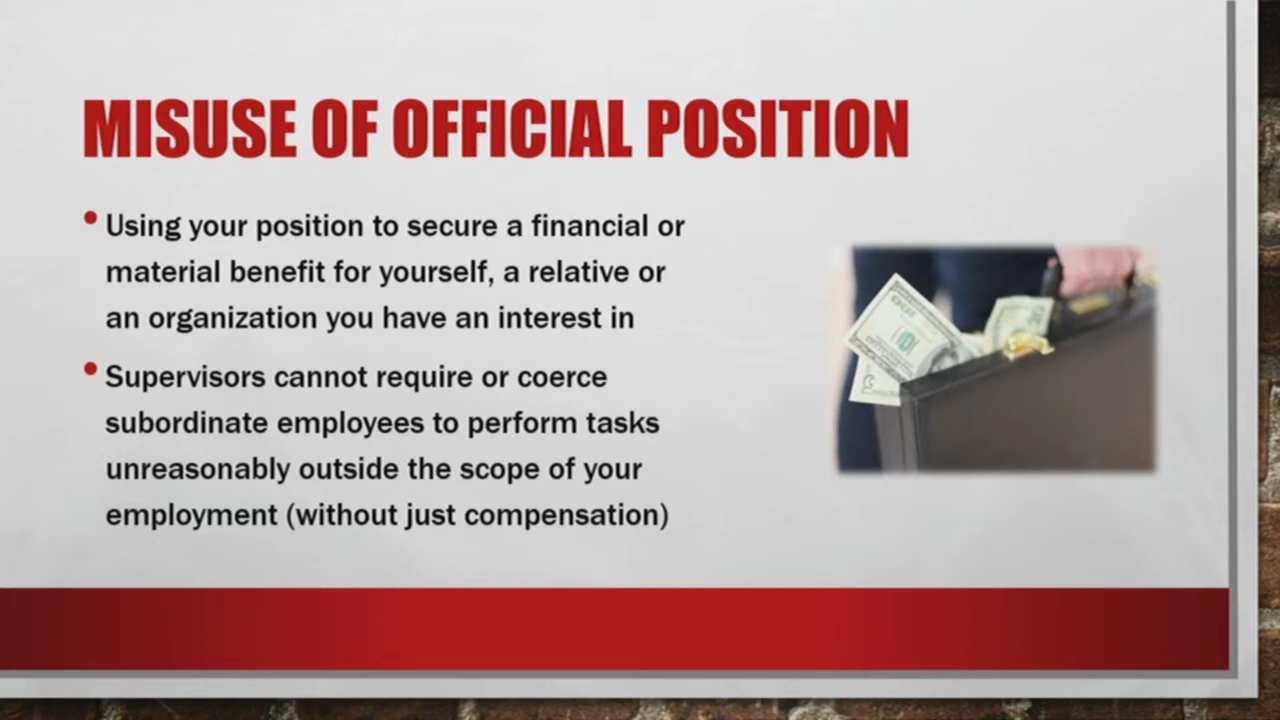 MISUSE OF OFFICIAL POSITION
• Using your position to secure a financial or
material benefit for yourself, a relative or
an organization you have an interest in
• Supervisors cannot require or coerce
subordinate employees to perform tasks
unreasonably outside the scope of your
employment (without just compensation)